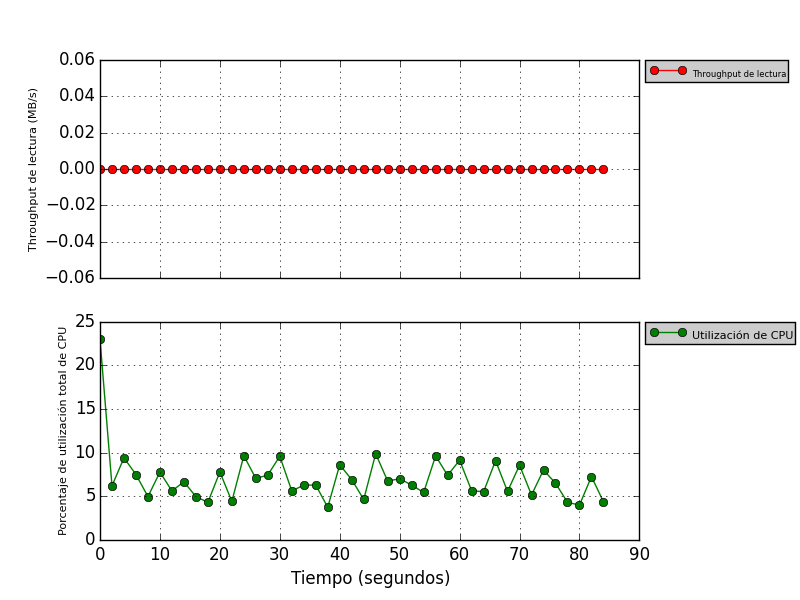 0.06
0.04
0.02
0.00
−0.02
−0.04
−0.06
Throughput de lectura (MB/s)
Throughput de lectura
25
20
15
10
5
0
Porcentaje de utilización total de CPU
Utilización de CPU
0 10 20 30 40 50 60 70 80 90
Tiempo (segundos)